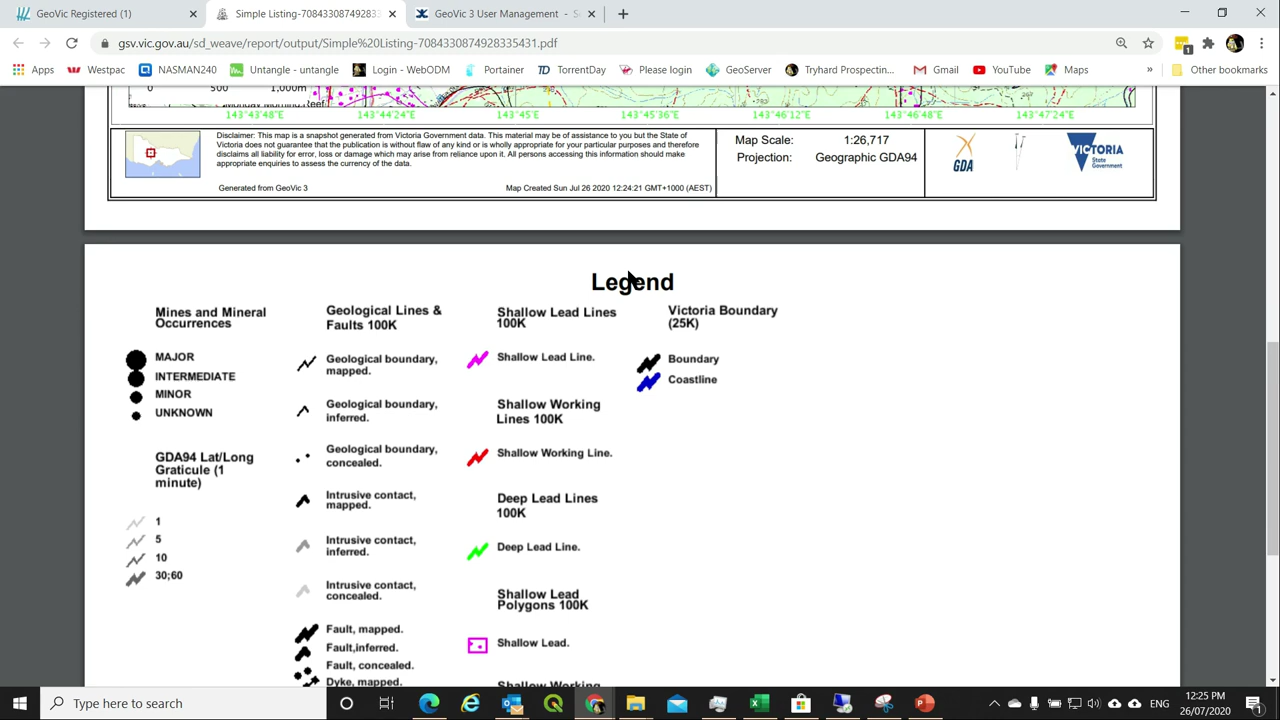 GeoVic Registered (1)
Simple Listing-7084330874928335
GeoVic 3 User Management - Se
gsv.vic.gov.au/sd_weave/report/output/Simple%20Listing-7084330874928335431.pdf
Apps
Westpac
NASMAN240
Untangle - untangle
Login - WebODM
Portainer
TorrentDay
Please login
GeoServer
Tryhard Prospectin...
Gmail
YouTube
Maps
»
Other bookmarks
0 500 1,000m
Monday Morning Reef
143°43'48"E 143°44'24"E 143°45'E 143°45'36"E 143°46'12"E 143°46'48"E 143°47'24"E
Disclaimer: This map is a snapshot generated from Victoria Government data. This material may be of assistance to you but the State of
Victoria does not guarantee that the publication is without flaw of any kind or is wholly appropriate for your particular purposes and therefore
disclaims all liability for error, loss or damage which may arise from reliance upon it. All persons accessing this information should make
appropriate enquiries to assess the currency of the data.
Generated from GeoVic 3
Map Created Sun Jul 26 2020 12:24:21 GMT+1000 (AEST)
Map Scale: 1:26,717
Projection: Geographic GDA94
GDA
VICTORIA
State
Government
Legend
Mines and Mineral
Occurrences
MAJOR
INTERMEDIATE
MINOR
UNKNOWN
GDA94 Lat/Long
Graticule (1
minute)
1
5
10
30;60
Geological Lines &
Faults 100K
Geological boundary,
mapped.
Geological boundary,
inferred.
Geological boundary,
concealed.
Intrusive contact,
mapped.
Intrusive contact,
inferred.
Intrusive contact,
concealed.
Fault, mapped.
Fault,inferred.
Fault, concealed.
Dyke, mapped.
Shallow Lead Lines
100K
Shallow Lead Line.
Shallow Working
Lines 100K
Shallow Working Line.
Deep Lead Lines
100K
Deep Lead Line.
Shallow Lead
Polygons 100K
Shallow Lead.
Shallow Working
Victoria Boundary
(25K)
Boundary
Coastline
Type here to search
ENG
12:25 PM
26/07/2020
1